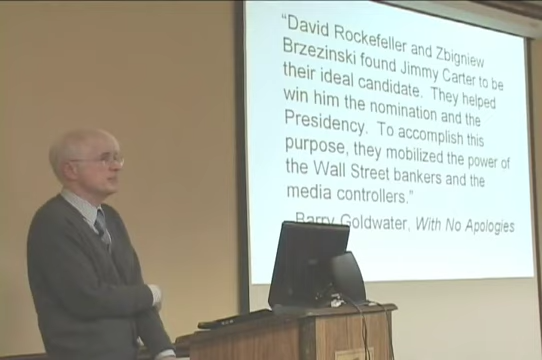 “David Rockefeller and Zbigniew
Brzezinski found Jimmy Carter to be
their ideal candidate. They helped
win him the nomination and the
Presidency. To accomplish this
purpose, they mobilized the power of
the Wall Street bankers and the
media controllers.”
Barry Goldwater, With No Apologies